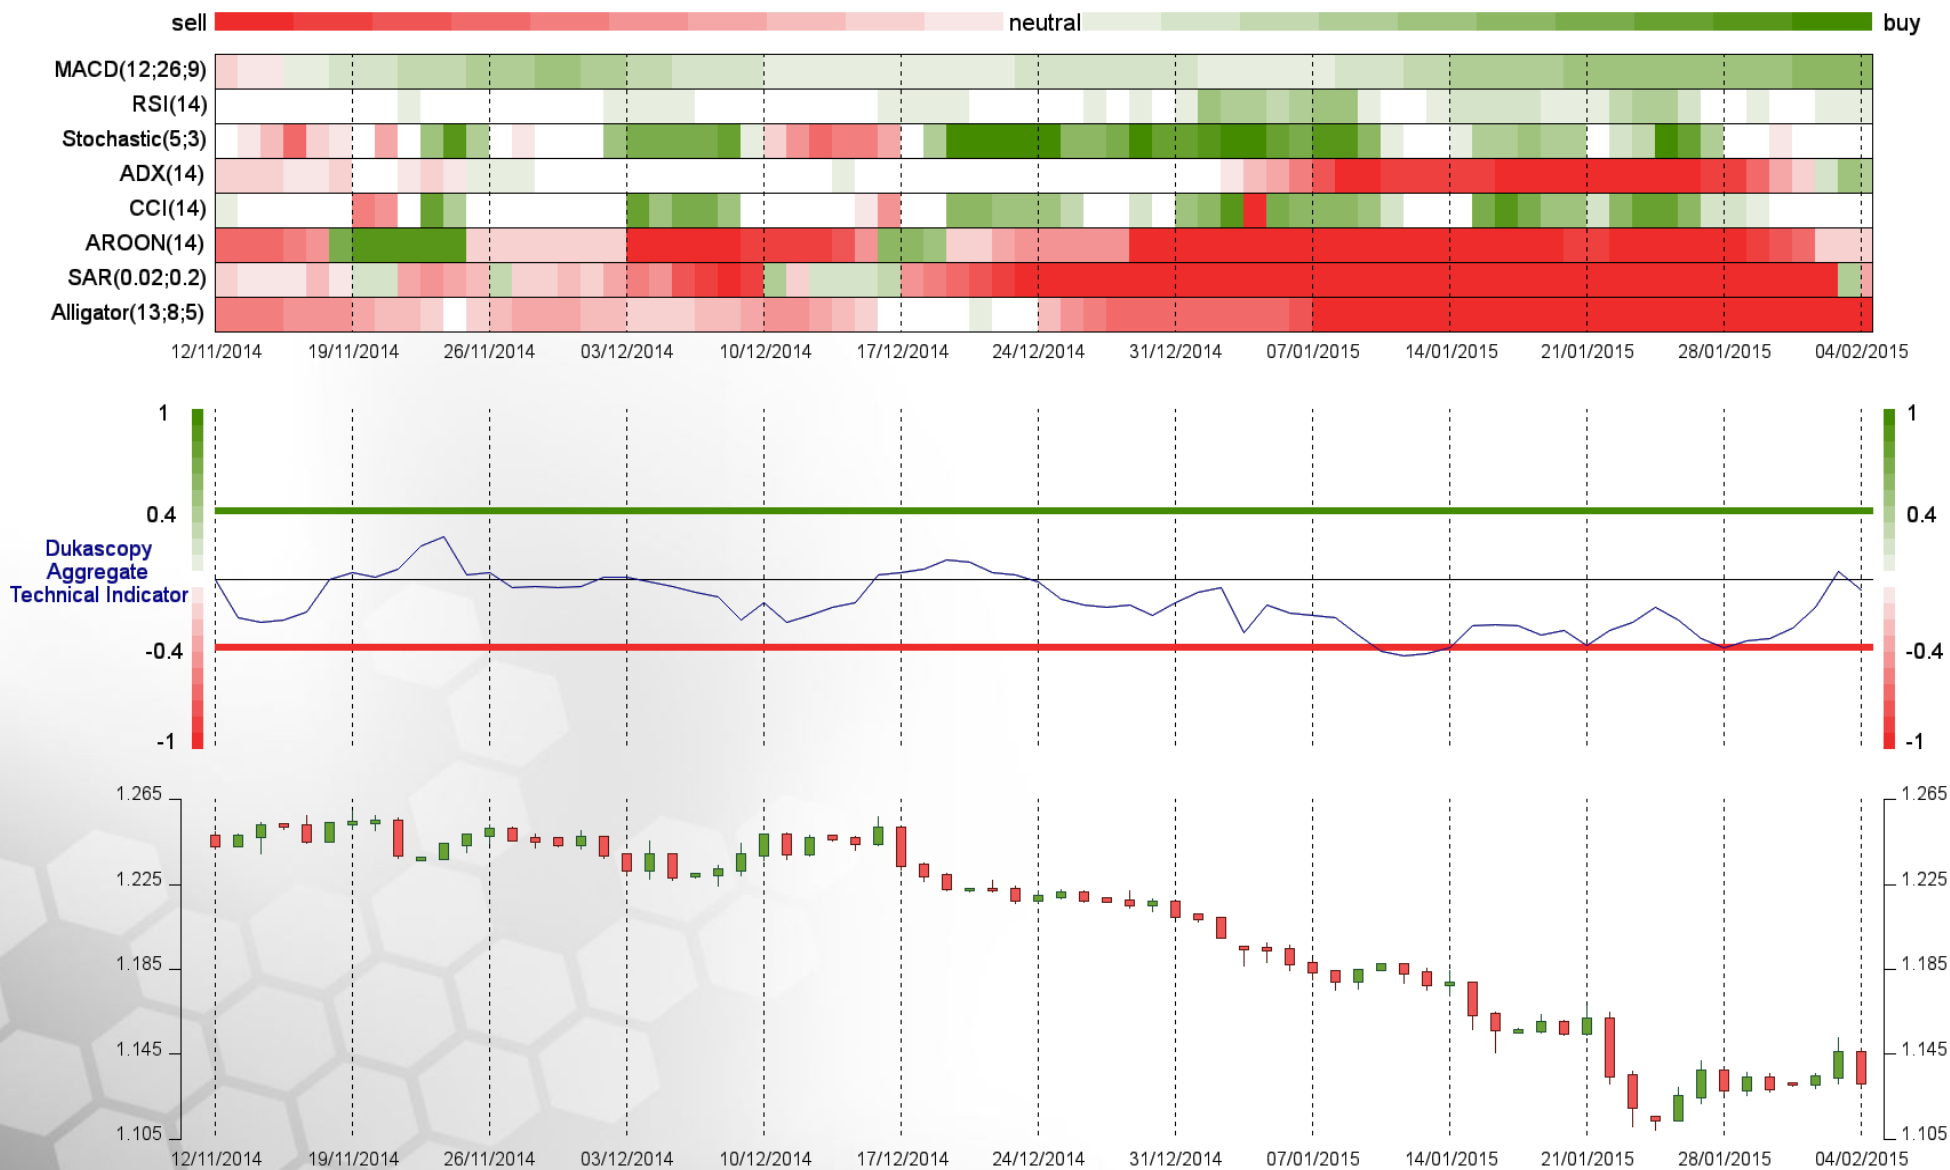 sell neutral buy
MACD(12;26;9)
RSI(14)
Stochastic(5;3)
ADX(14)
CCI(14)
AROON(14)
SAR(0.02;0.2)
Alligator(13;8;5)
12/11/2014 19/11/2014 26/11/2014 03/12/2014 10/12/2014 17/12/2014 24/12/2014 31/12/2014 07/01/2015 14/01/2015 21/01/2015 28/01/2015 04/02/2015
1 1
0.4 0.4
Dukascopy
Aggregate
Technical Indicator
-0.4 -0.4
-1 -1
1.265 1.265
1.225 1.225
1.185 1.185
1.145 1.145
1.105 1.105
12/11/2014 19/11/2014 26/11/2014 03/12/2014 10/12/2014 17/12/2014 24/12/2014 31/12/2014 07/01/2015 14/01/2015 21/01/2015 28/01/2015 04/02/2015